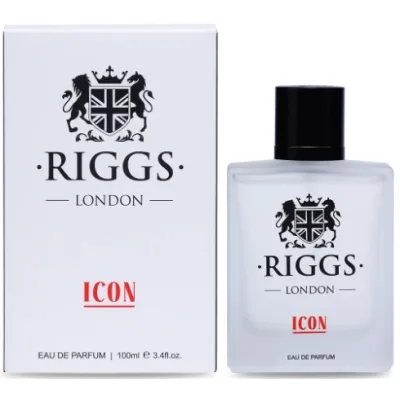 ·RIGGS·
LONDON
ICON
EAU DE PARFUM | 100ml ℮ 3.4fl.oz.
·RIGGS·
LONDON
ICON
EAU DE PARFUM